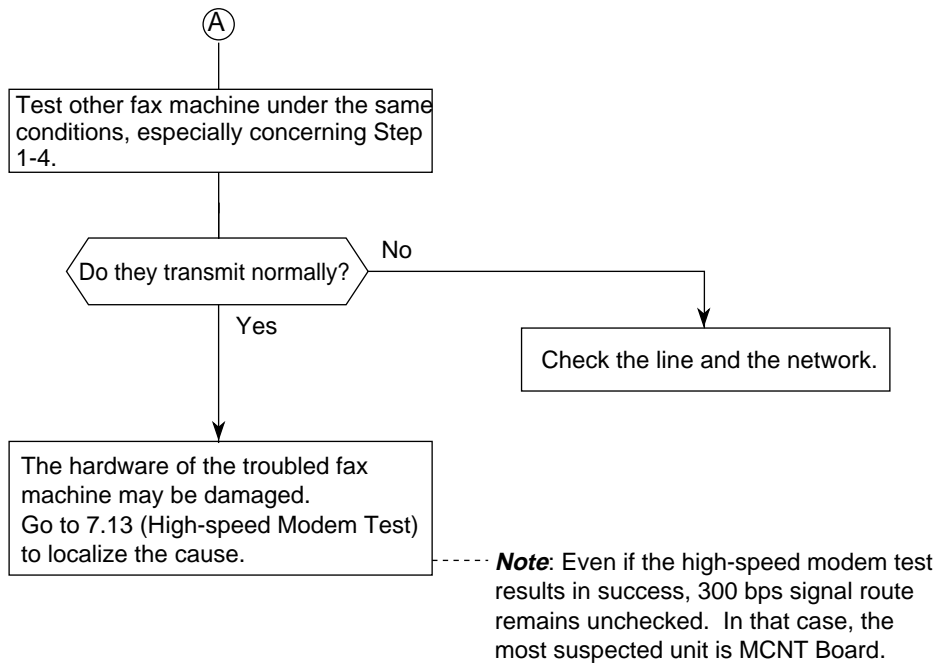 A
Test other fax machine under the same
conditions, especially concerning Step
1-4.
Do they transmit normally?
No
Yes
Check the line and the network.
The hardware of the troubled fax
machine may be damaged.
Go to 7.13 (High-speed Modem Test)
to localize the cause.
Note: Even if the high-speed modem test
results in success, 300 bps signal route
remains unchecked.  In that case, the
most suspected unit is MCNT Board.